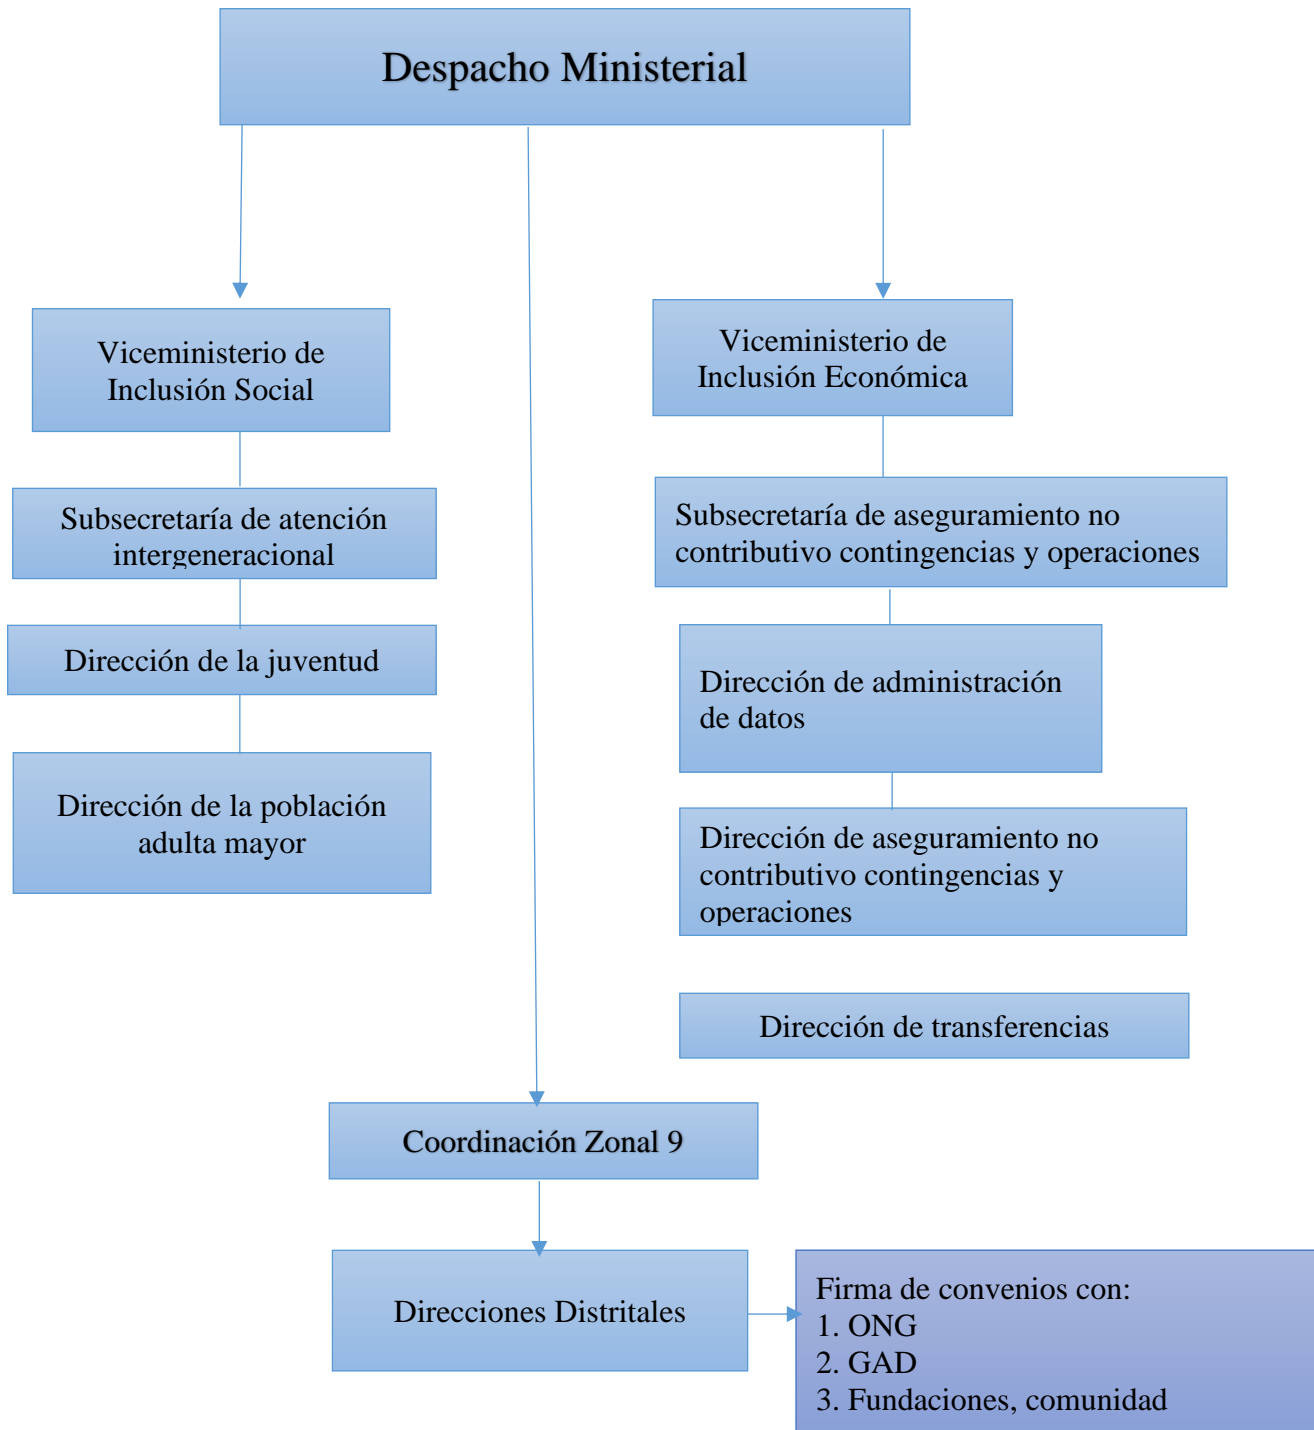 Despacho Ministerial
Viceministerio de
Inclusión Social
Viceministerio de
Inclusión Económica
Subsecretaría de atención
intergeneracional
Subsecretaría de aseguramiento no
contributivo contingencias y operaciones
Dirección de la juventud
Dirección de administración
de datos
Dirección de la población
adulta mayor
Dirección de aseguramiento no
contributivo contingencias y
operaciones
Dirección de transferencias
Coordinación Zonal 9
Direcciones Distritales
Firma de convenios con:
1. ONG
2. GAD
3. Fundaciones, comunidad